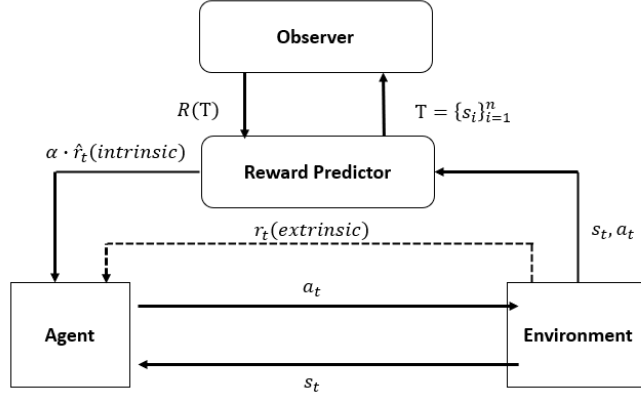 Observer
R(T)
T = {s_i}_{i=1}^n
α · r̂_t(intrinsic)
Reward Predictor
r_t(extrinsic)
s_t, a_t
a_t
Agent
Environment
s_t